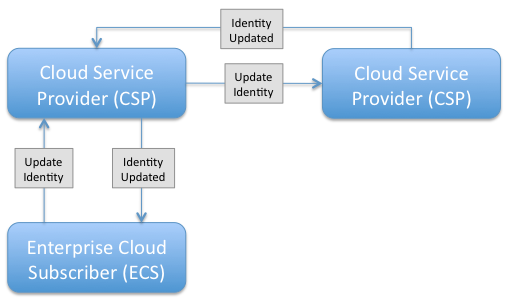 Identity
Updated
Cloud Service
Provider (CSP)
Update
Identity
Cloud Service
Provider (CSP)
Update
Identity
Identity
Updated
Enterprise Cloud
Subscriber (ECS)